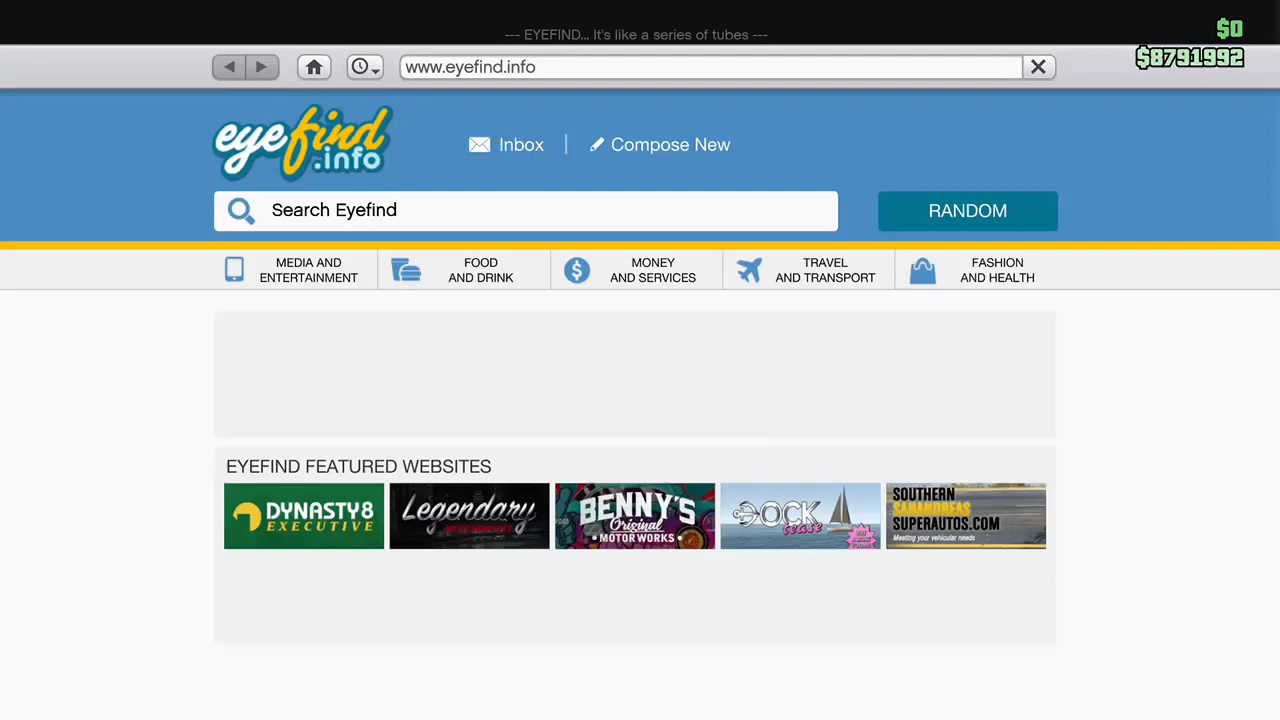 --- EYEFIND... It's like a series of tubes ---
$0
$8791992
www.eyefind.info
eyefind
.info
Inbox
Compose New
Search Eyefind
RANDOM
MEDIA AND
ENTERTAINMENT
FOOD
AND DRINK
MONEY
AND SERVICES
TRAVEL
AND TRANSPORT
FASHION
AND HEALTH
EYEFIND FEATURED WEBSITES
DYNASTY8
EXECUTIVE
Legendary
BENNY'S
Original
MOTOR WORKS
DOCK
tease
SOUTHERN
SANANDREAS
SUPERAUTOS.COM
Meeting your vehicular needs